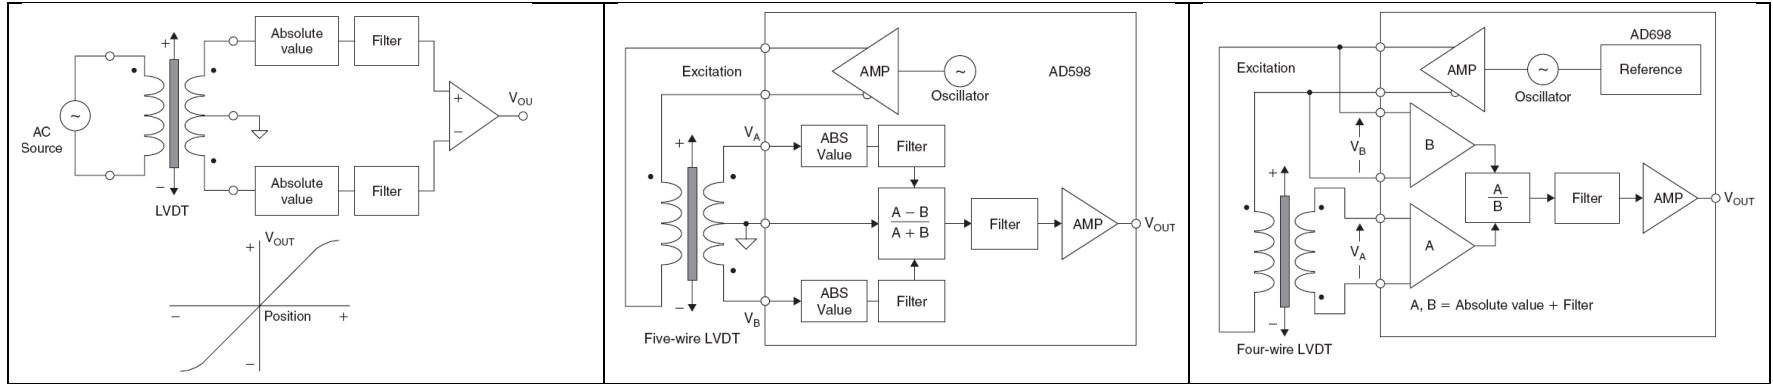 Absolute
value
Filter
+
AC
Source
~
+
−
V_OU
−
LVDT
Absolute
value
Filter
V_OUT
+
−
Position
+
−
Excitation
AMP
~
Oscillator
AD598
V_A
ABS
Value
Filter
+
A − B
A + B
Filter
AMP
V_OUT
−
V_B
ABS
Value
Filter
Five-wire LVDT
AD698
Excitation
AMP
~
Oscillator
Reference
V_B
B
+
A
B
Filter
AMP
V_OUT
V_A
A
−
A, B = Absolute value + Filter
Four-wire LVDT